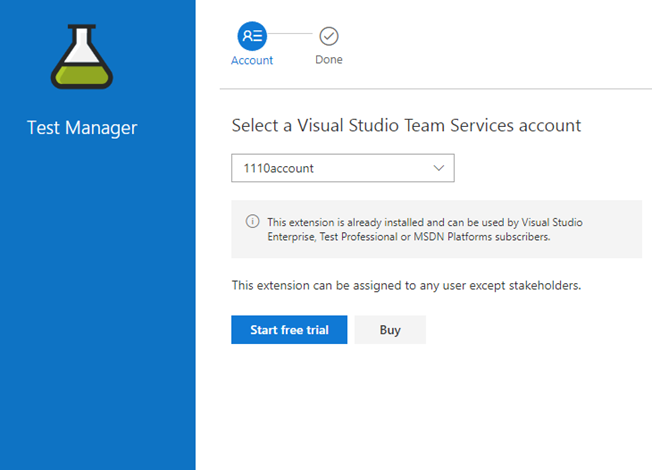 Account
Done
Test Manager
Select a Visual Studio Team Services account
1110account
This extension is already installed and can be used by Visual Studio
Enterprise, Test Professional or MSDN Platforms subscribers.
This extension can be assigned to any user except stakeholders.
Start free trial
Buy